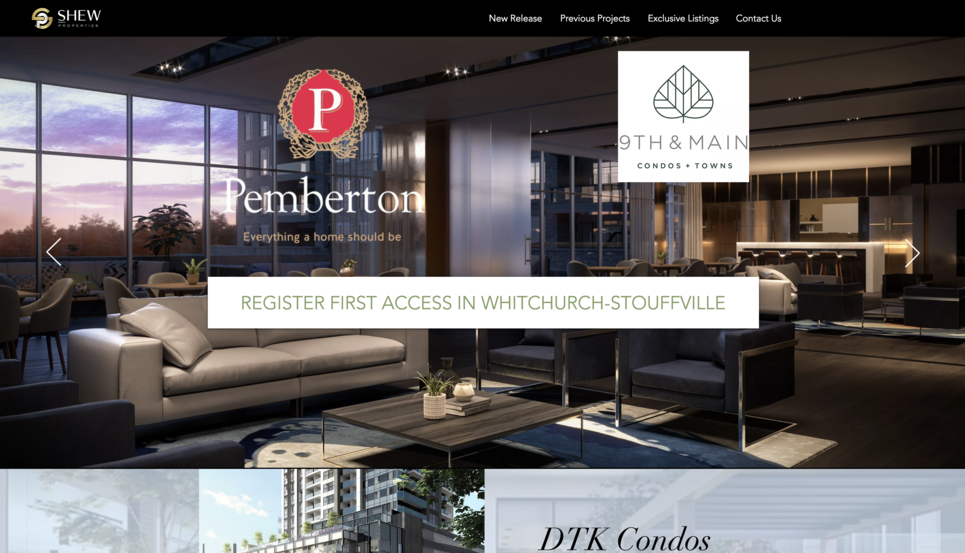 SHEW
PROPERTIES
New Release
Previous Projects
Exclusive Listings
Contact Us
P
Pemberton
Everything a home should be
9TH & MAIN
CONDOS + TOWNS
REGISTER FIRST ACCESS IN WHITCHURCH-STOUFFVILLE
DTK Condos